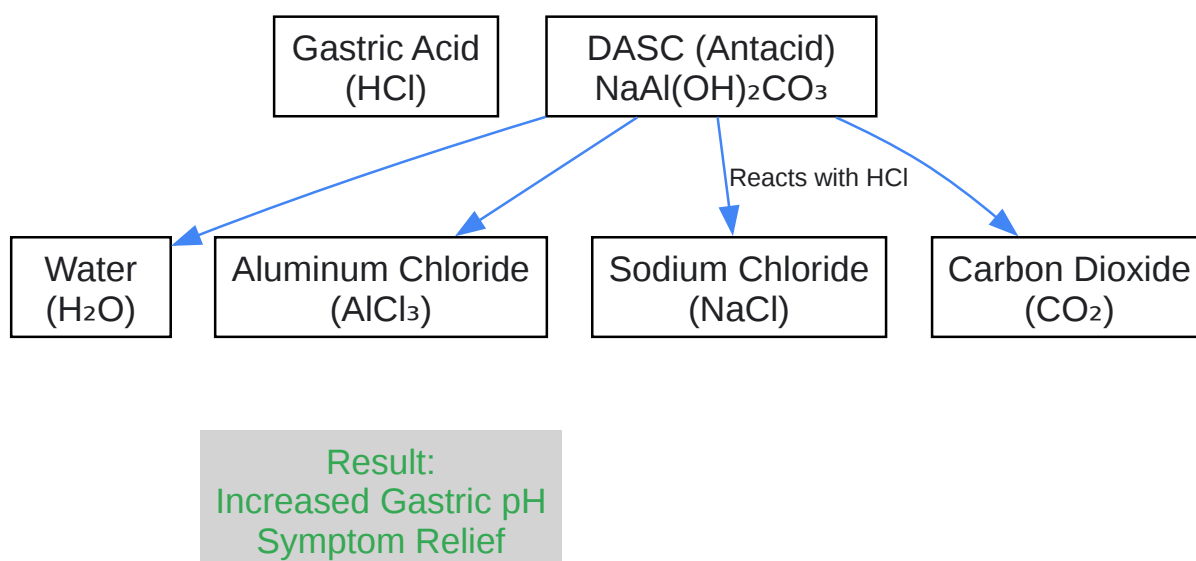 Gastric Acid
(HCl)
DASC (Antacid)
NaAl(OH)₂CO₃
Reacts with HCl
Water
(H₂O)
Aluminum Chloride
(AlCl₃)
Sodium Chloride
(NaCl)
Carbon Dioxide
(CO₂)
Result:
Increased Gastric pH
Symptom Relief